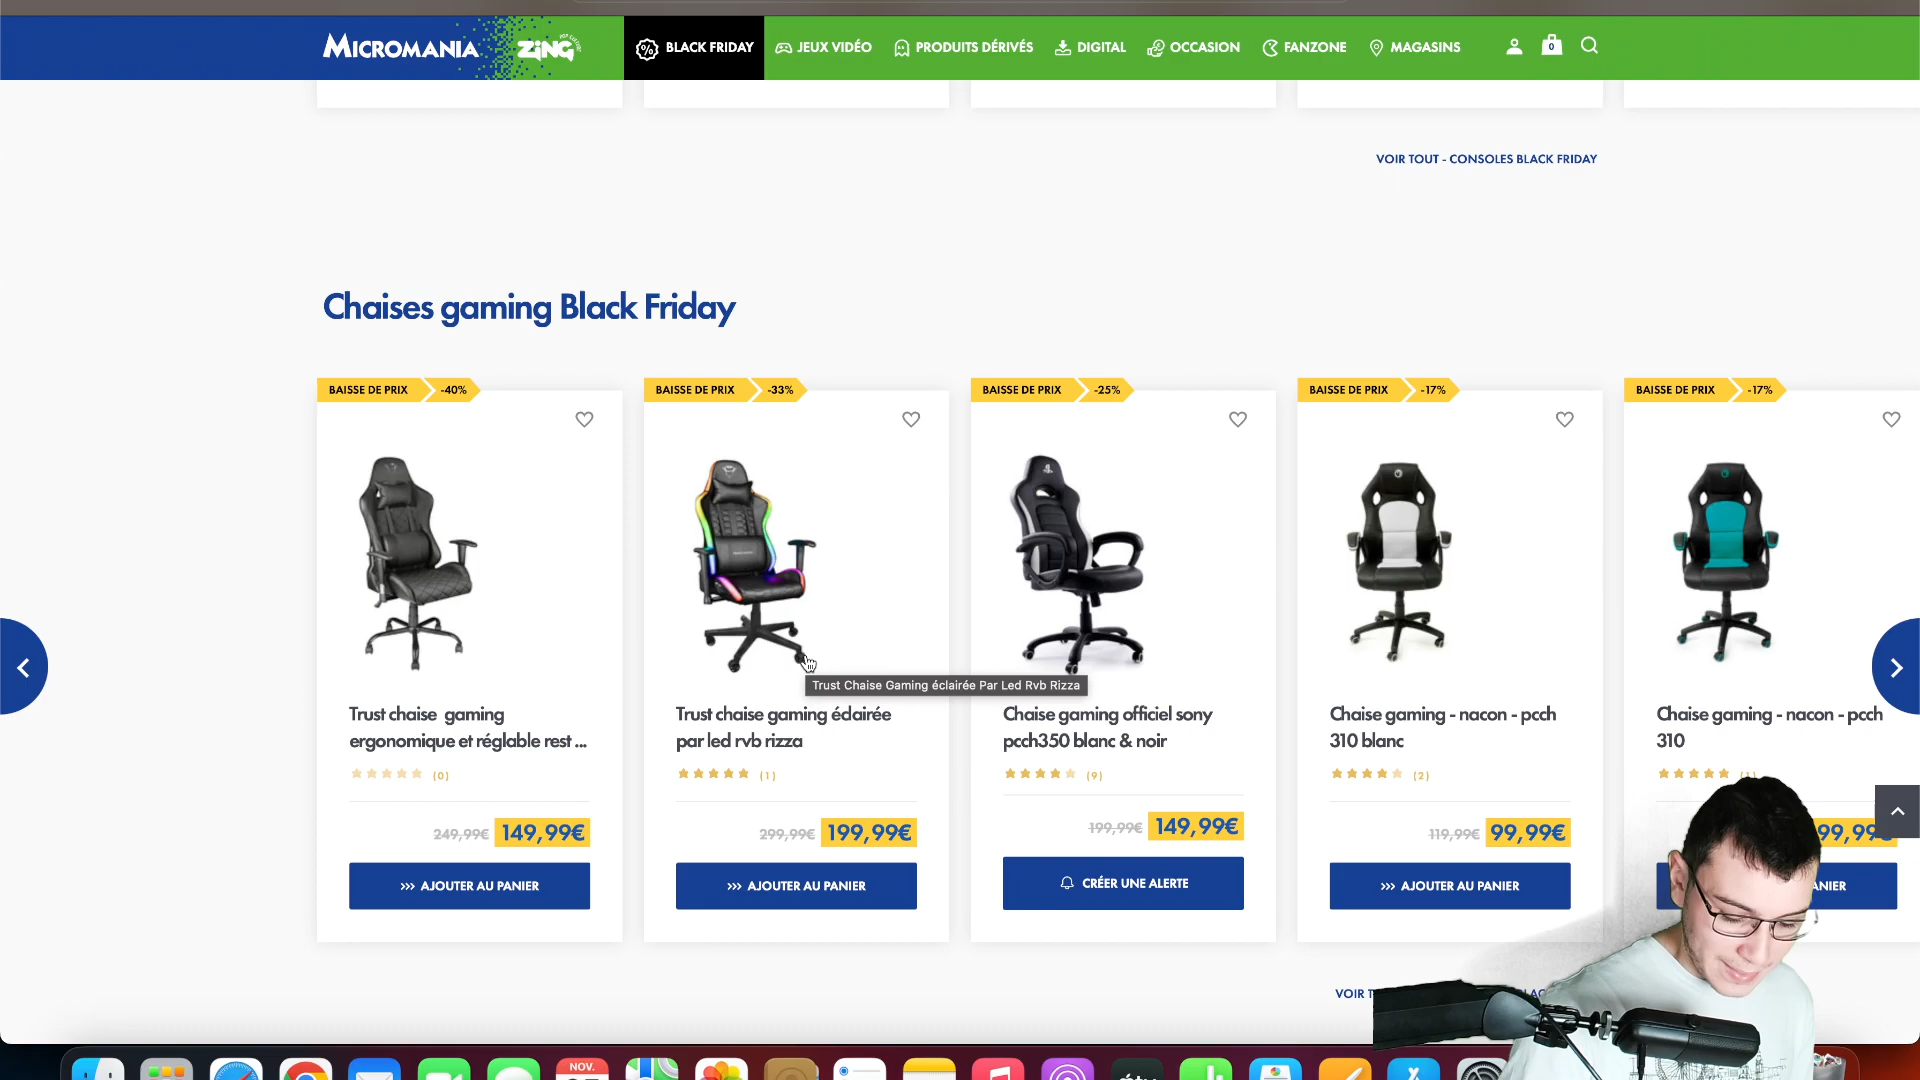 MICROMANIA ZiNG POP CULTURE BLACK FRIDAY JEUX VIDÉO PRODUITS DÉRIVÉS DIGITAL OCCASION FANZONE MAGASINS 0
VOIR TOUT - CONSOLES BLACK FRIDAY
Chaises gaming Black Friday
BAISSE DE PRIX -40%
BAISSE DE PRIX -33%
BAISSE DE PRIX -25%
BAISSE DE PRIX -17%
BAISSE DE PRIX -17%
Trust Chaise Gaming éclairée Par Led Rvb Rizza
Trust chaise gaming
ergonomique et réglable rest ...
(0)
249,99€ 149,99€
>>> AJOUTER AU PANIER
Trust chaise gaming éclairée
par led rvb rizza
(1)
299,99€ 199,99€
>>> AJOUTER AU PANIER
Chaise gaming officiel sony
pcch350 blanc & noir
(9)
199,99€ 149,99€
CRÉER UNE ALERTE
Chaise gaming - nacon - pcch
310 blanc
(2)
119,99€ 99,99€
>>> AJOUTER AU PANIER
Chaise gaming - nacon - pcch
310
(1)
99,99€
ANIER
VOIR T
NOV.